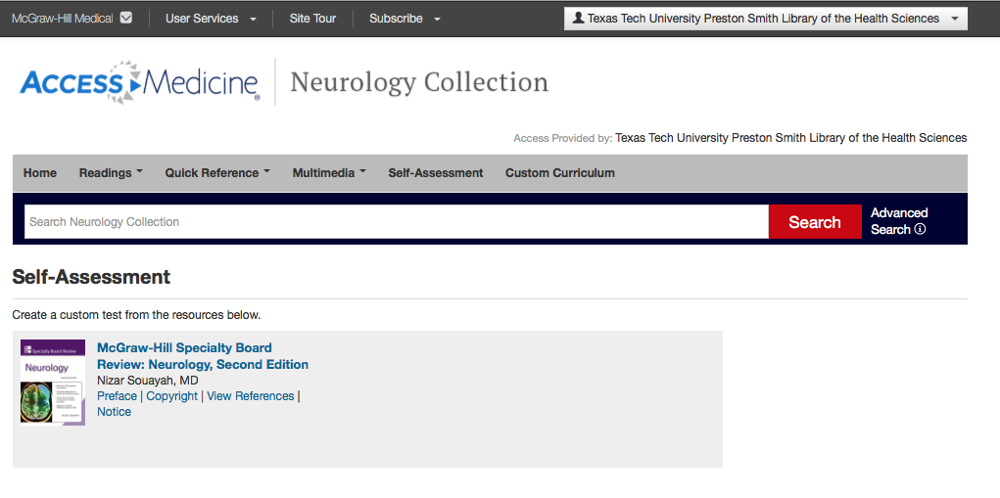 McGraw-Hill Medical User Services Site Tour Subscribe Texas Tech University Preston Smith Library of the Health Sciences
ACCESS Medicine® Neurology Collection
Access Provided by: Texas Tech University Preston Smith Library of the Health Sciences
Home Readings Quick Reference Multimedia Self-Assessment Custom Curriculum
Search Neurology Collection Search Advanced
Search
Self-Assessment
Create a custom test from the resources below.
Specialty Board Review
Neurology
McGraw-Hill Specialty Board
Review: Neurology, Second Edition
Nizar Souayah, MD
Preface | Copyright | View References |
Notice